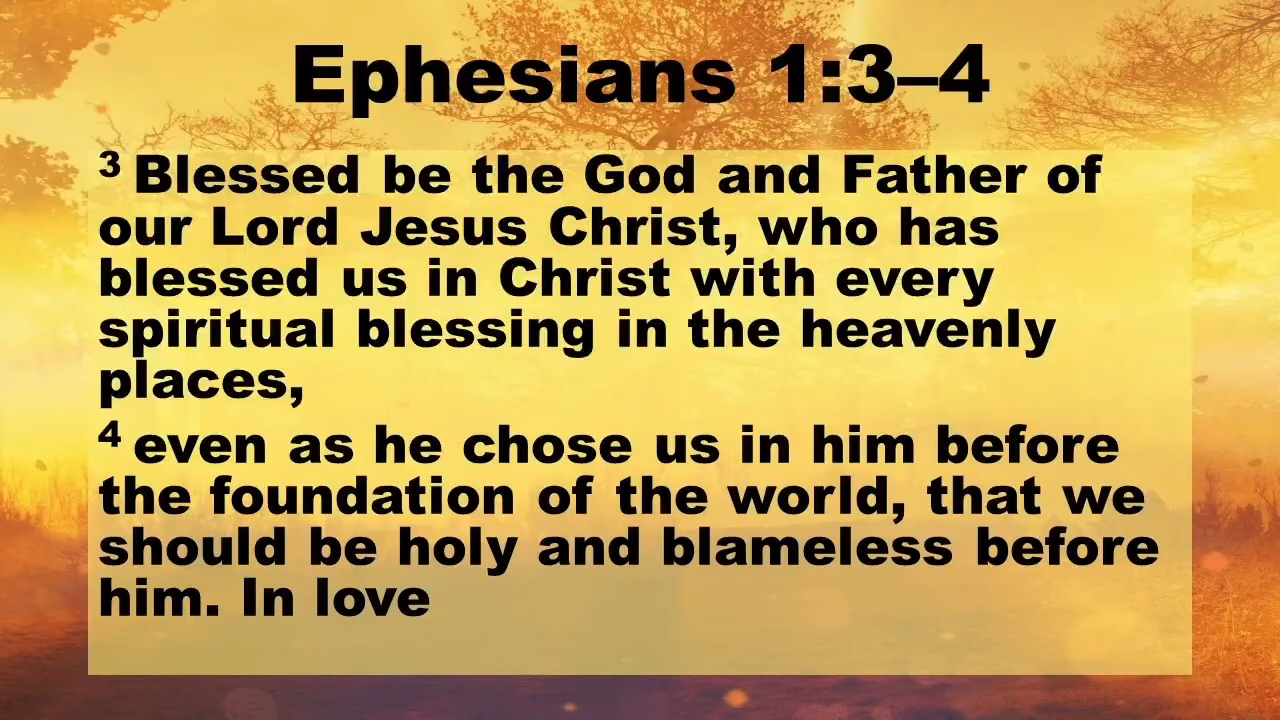 Ephesians 1:3–4
3 Blessed be the God and Father of
our Lord Jesus Christ, who has
blessed us in Christ with every
spiritual blessing in the heavenly
places,
4 even as he chose us in him before
the foundation of the world, that we
should be holy and blameless before
him. In love